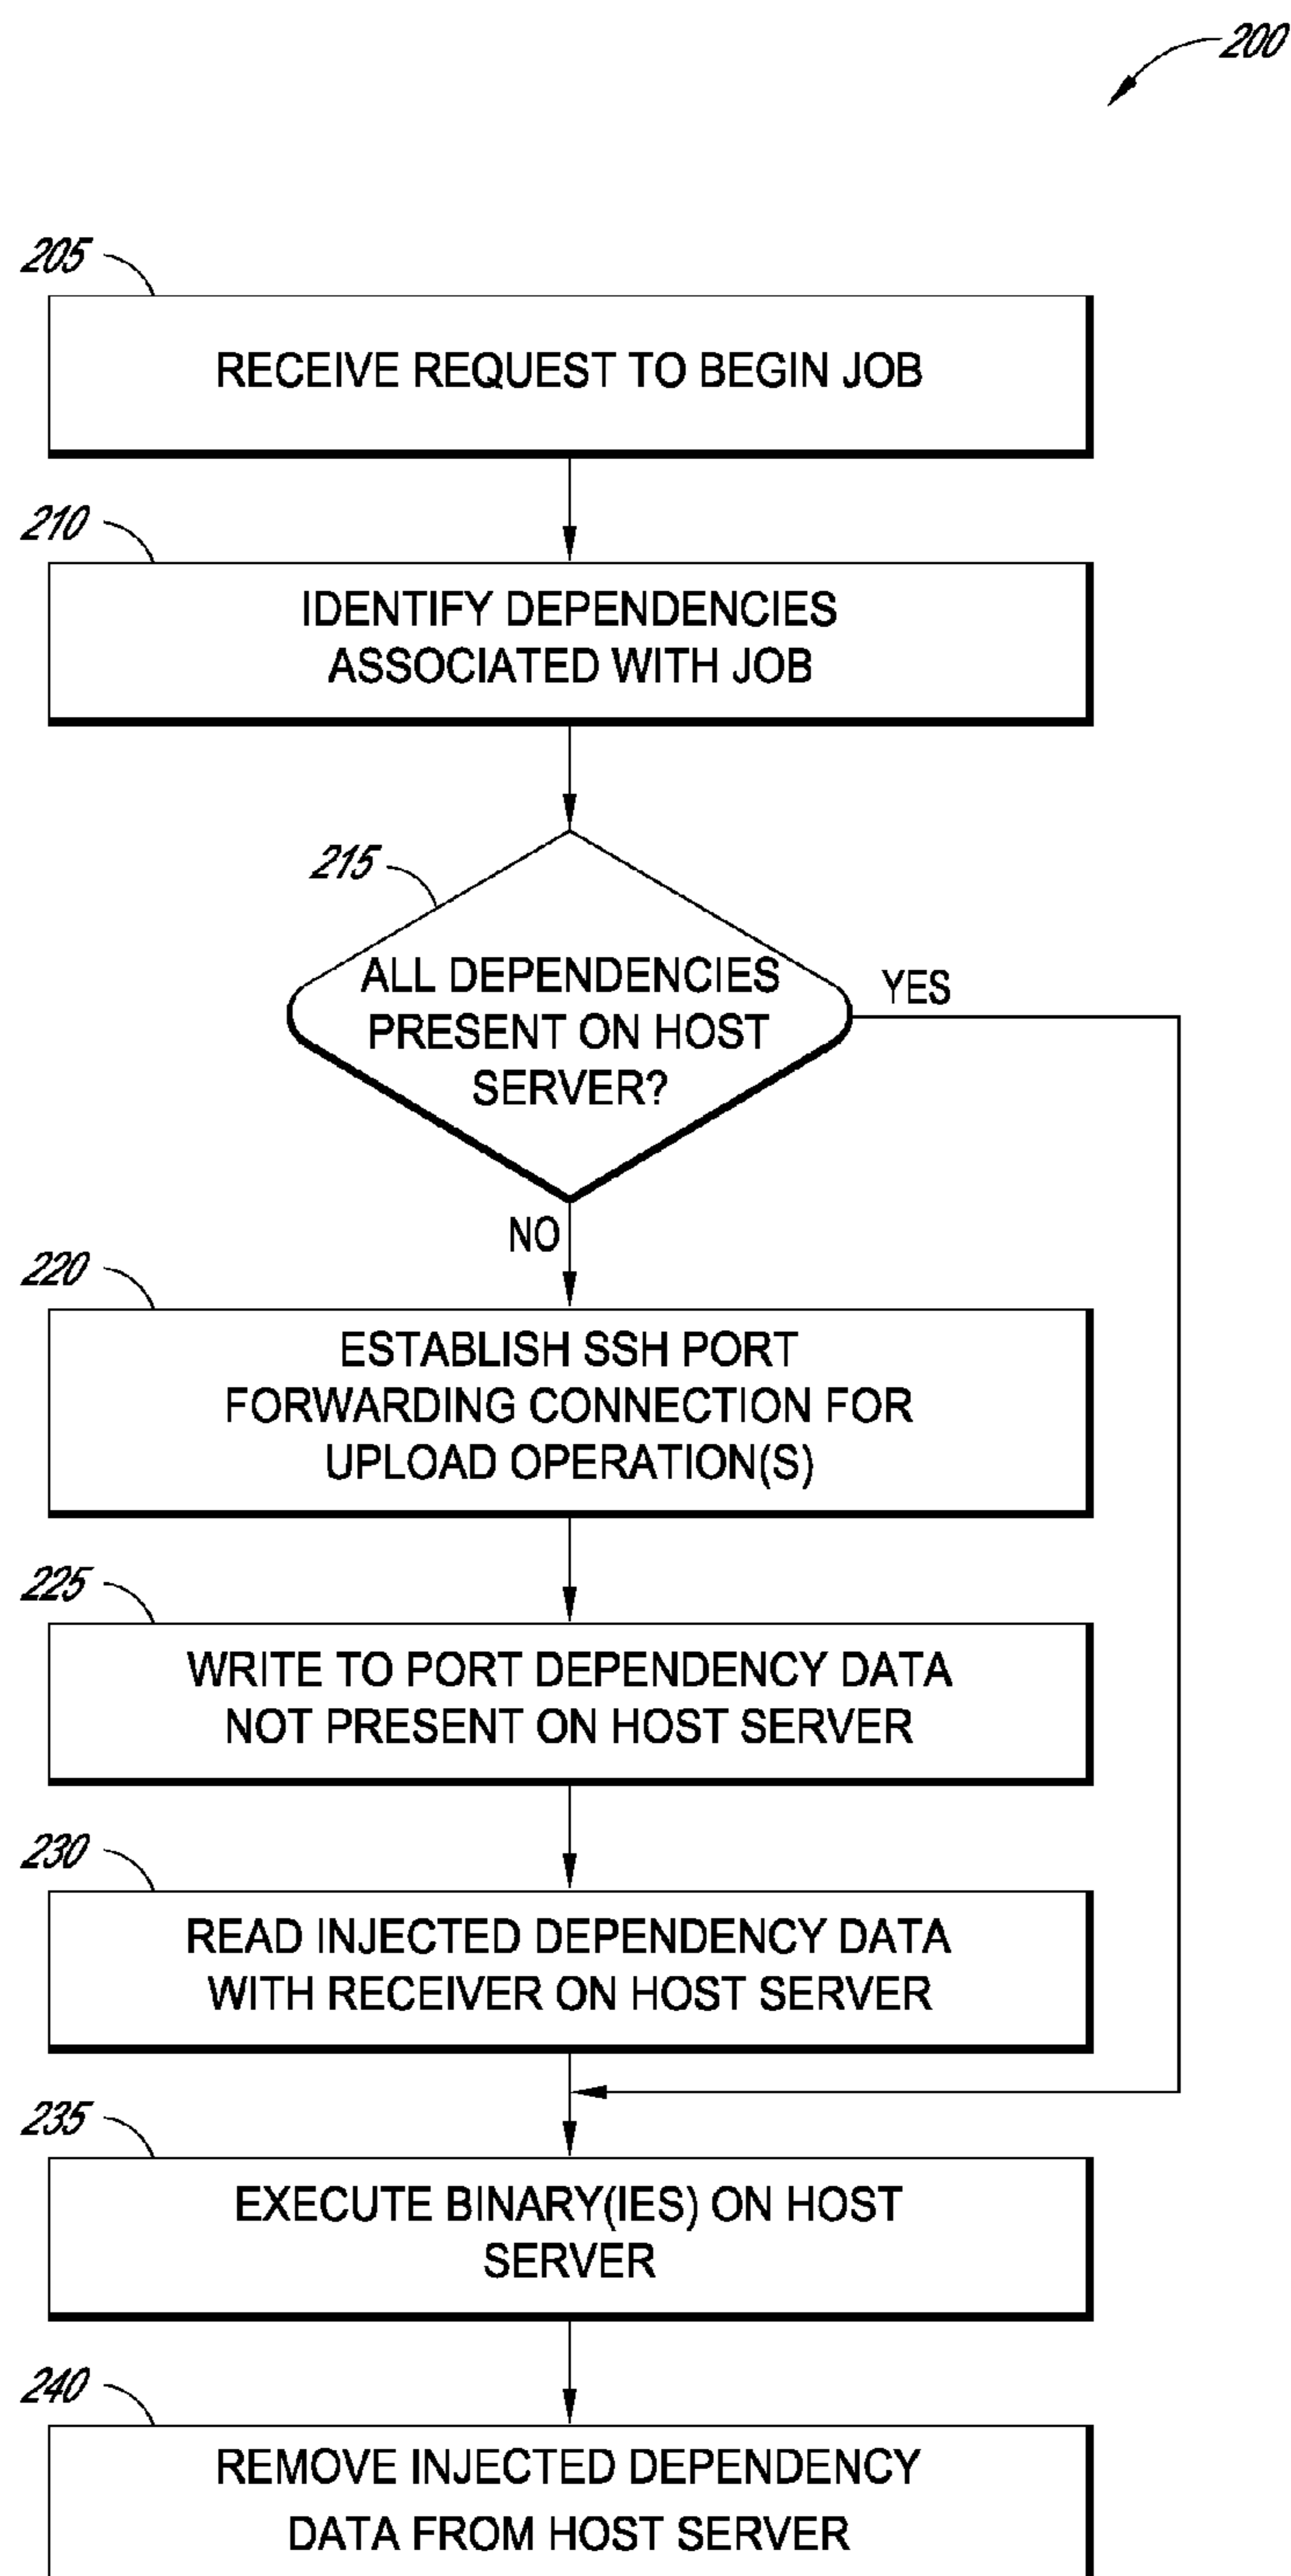 200
205
RECEIVE REQUEST TO BEGIN JOB
210
IDENTIFY DEPENDENCIES
ASSOCIATED WITH JOB
215
ALL DEPENDENCIES
PRESENT ON HOST
SERVER?
YES
NO
220
ESTABLISH SSH PORT
FORWARDING CONNECTION FOR
UPLOAD OPERATION(S)
225
WRITE TO PORT DEPENDENCY DATA
NOT PRESENT ON HOST SERVER
230
READ INJECTED DEPENDENCY DATA
WITH RECEIVER ON HOST SERVER
235
EXECUTE BINARY(IES) ON HOST
SERVER
240
REMOVE INJECTED DEPENDENCY
DATA FROM HOST SERVER